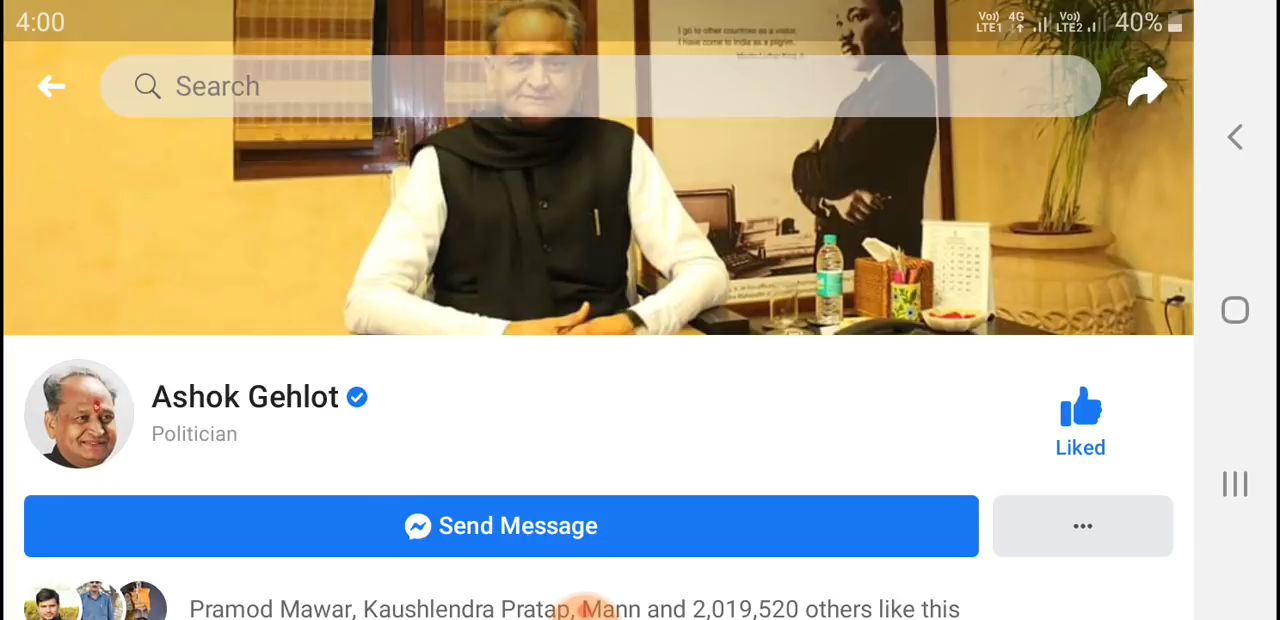 4:00
Vo)) 4G Vo))
LTE1 LTE2 40%
Search
I go to other countries as a visitor,
I have come to India as a pilgrim.
Ashok Gehlot
Politician
Liked
Send Message
Pramod Mawar, Kaushlendra Pratap, Mann and 2,019,520 others like this